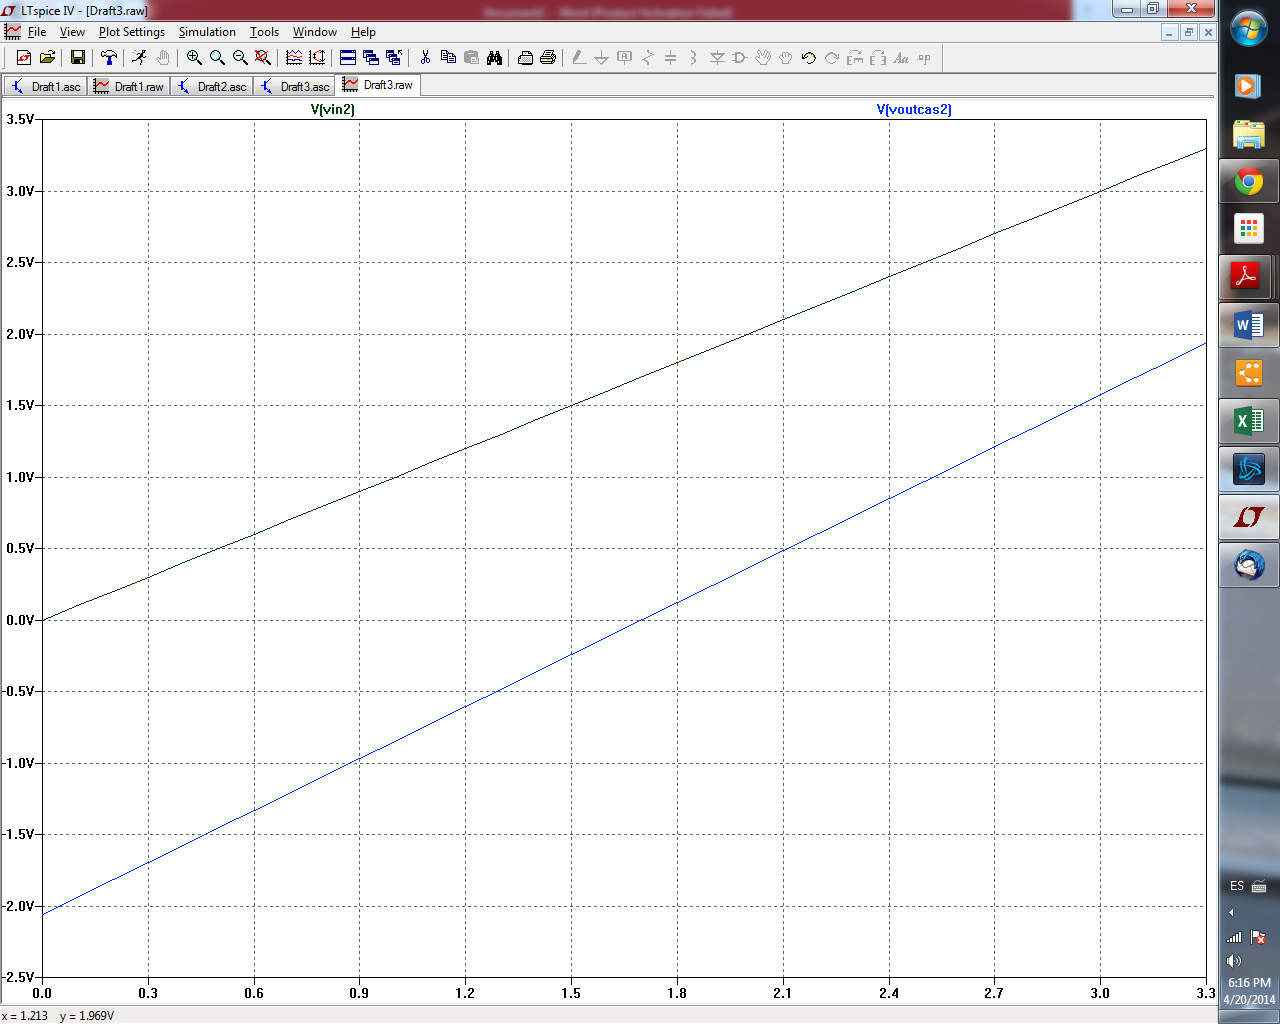 LTspice IV - [Draft3.raw]
File View Plot Settings Simulation Tools Window Help
Draft1.asc Draft1.raw Draft2.asc Draft3.asc Draft3.raw
V(vin2) V(voutcas2)
3.5V
3.0V
2.5V
2.0V
1.5V
1.0V
0.5V
0.0V
-0.5V
-1.0V
-1.5V
-2.0V
-2.5V
0.0 0.3 0.6 0.9 1.2 1.5 1.8 2.1 2.4 2.7 3.0 3.3
x = 1.213 y = 1.969V
ES
6:16 PM
4/20/2014